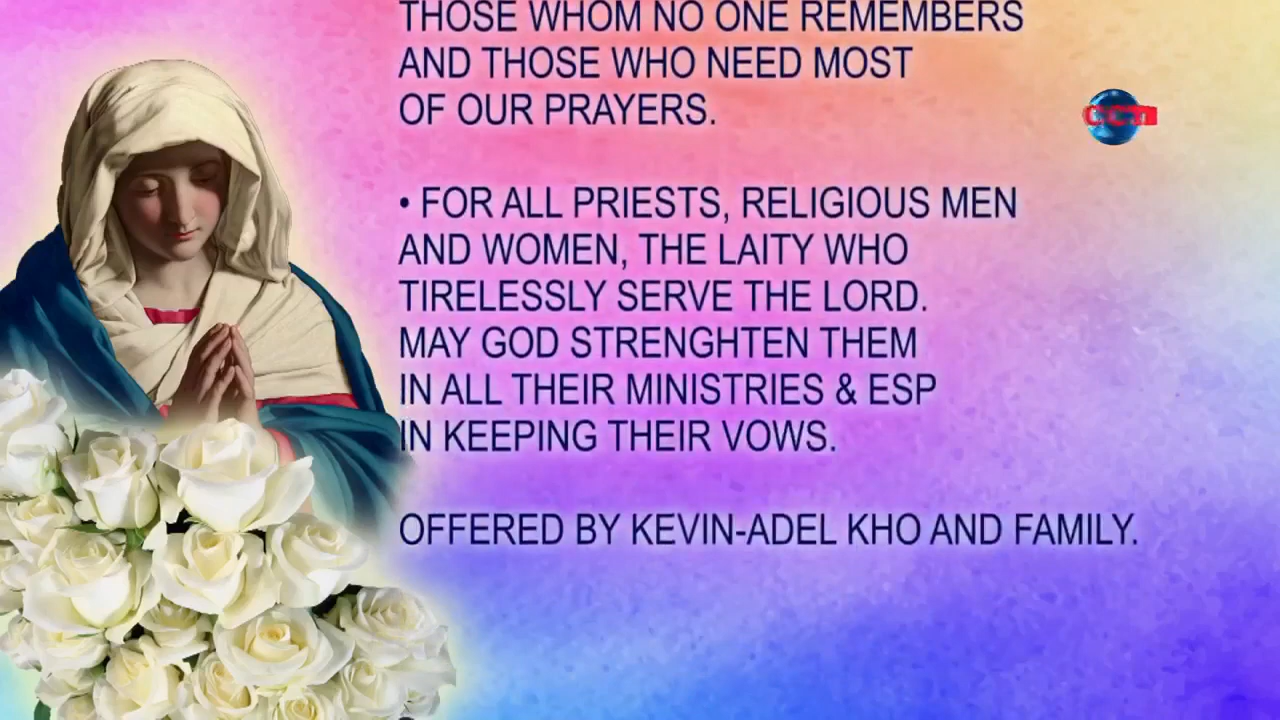 THOSE WHOM NO ONE REMEMBERS
AND THOSE WHO NEED MOST
OF OUR PRAYERS.
• FOR ALL PRIESTS, RELIGIOUS MEN
AND WOMEN, THE LAITY WHO
TIRELESSLY SERVE THE LORD.
MAY GOD STRENGHTEN THEM
IN ALL THEIR MINISTRIES & ESP
IN KEEPING THEIR VOWS.
OFFERED BY KEVIN-ADEL KHO AND FAMILY.